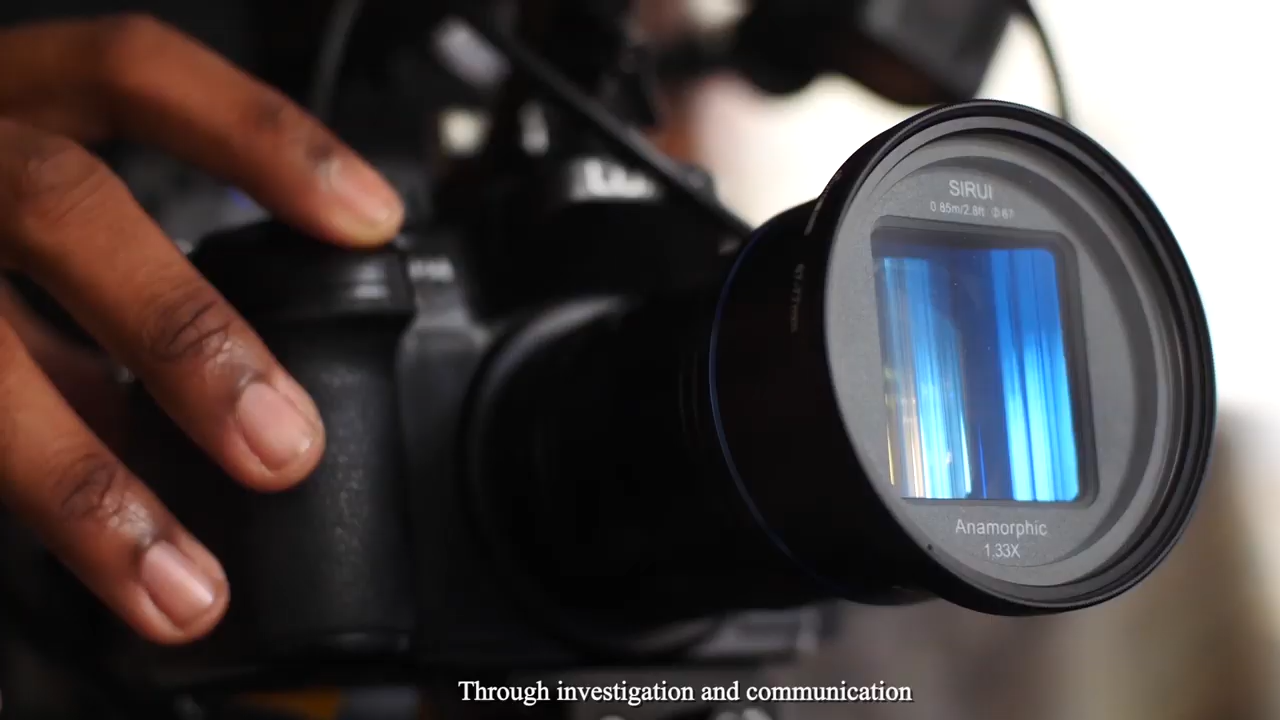 SIRUI
0.85m/2.8ft ⌀67
Anamorphic
1.33X
Through investigation and communication